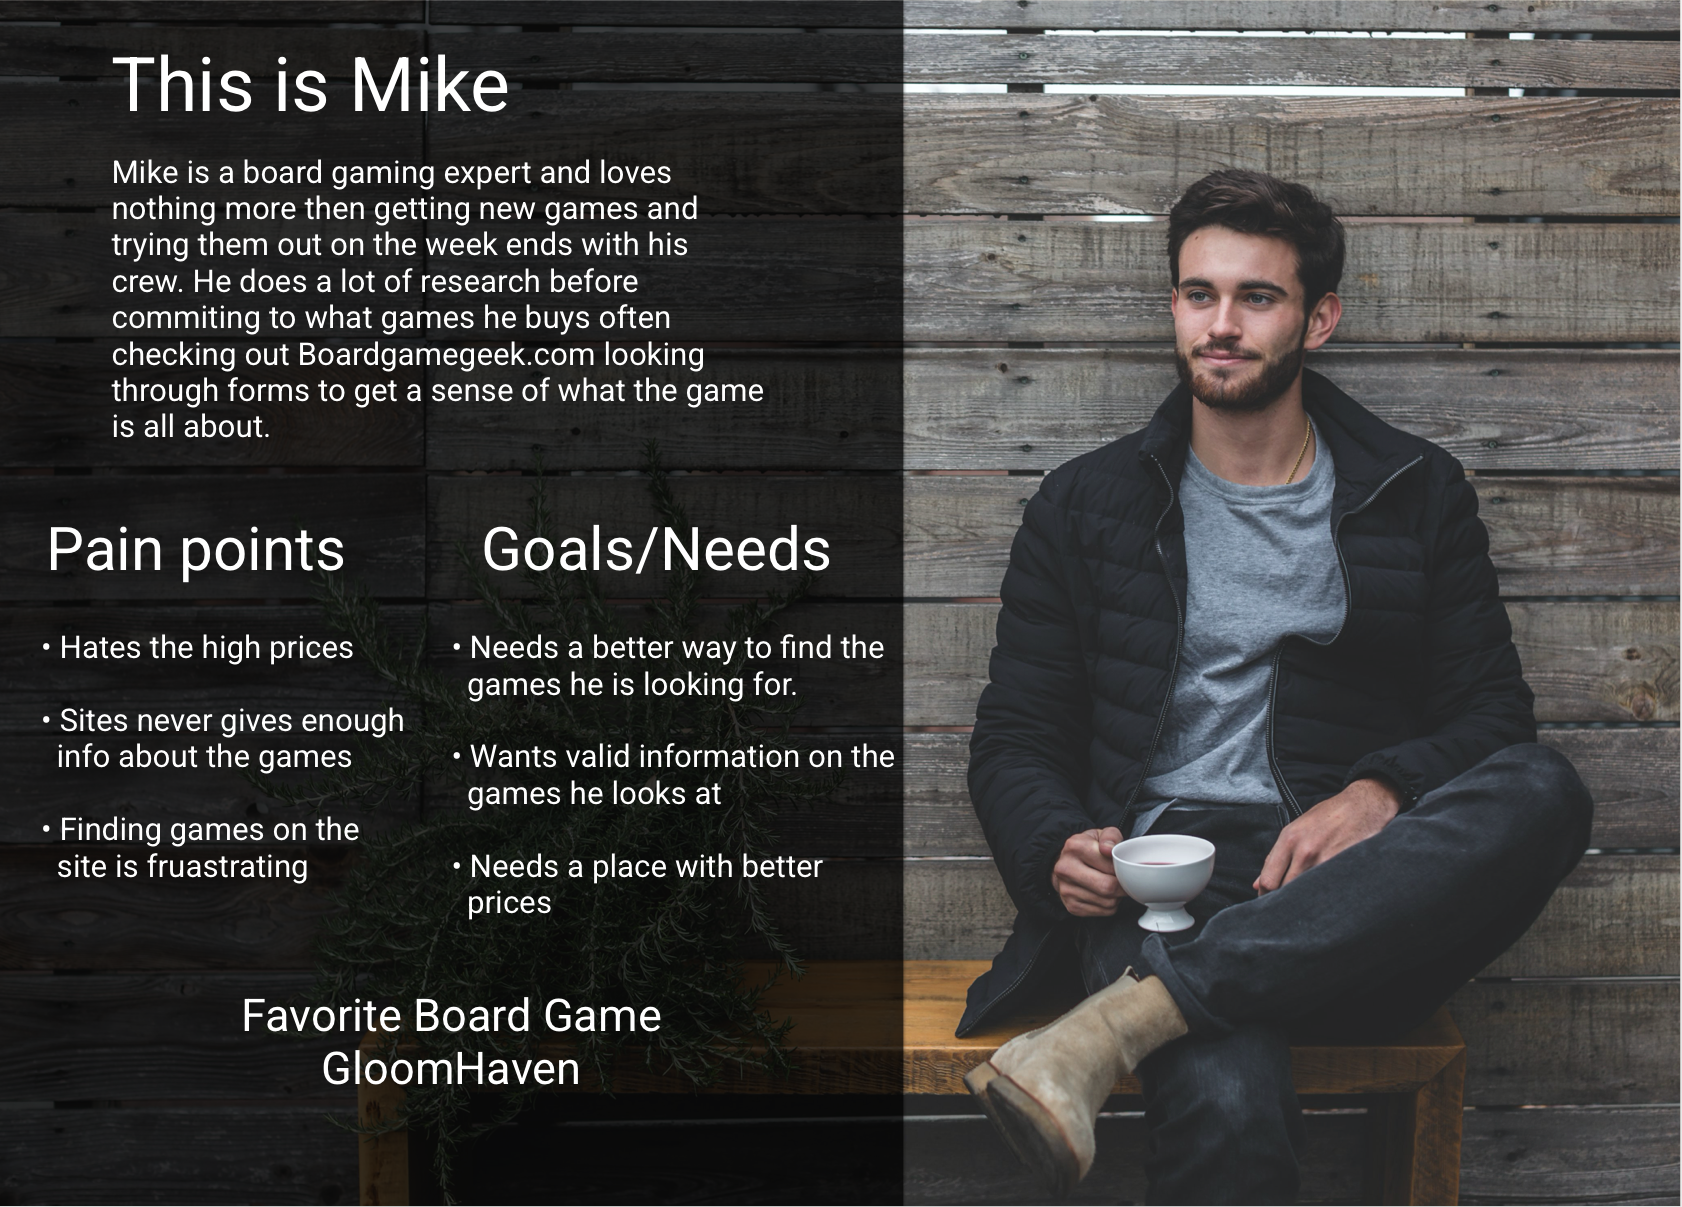 This is Mike
Mike is a board gaming expert and loves
nothing more then getting new games and
trying them out on the week ends with his
crew. He does a lot of research before
commiting to what games he buys often
checking out Boardgamegeek.com looking
through forms to get a sense of what the game
is all about.
Pain points
• Hates the high prices
• Sites never gives enough
info about the games
• Finding games on the
site is fruastrating
Goals/Needs
• Needs a better way to find the
games he is looking for.
• Wants valid information on the
games he looks at
• Needs a place with better
prices
Favorite Board Game
GloomHaven